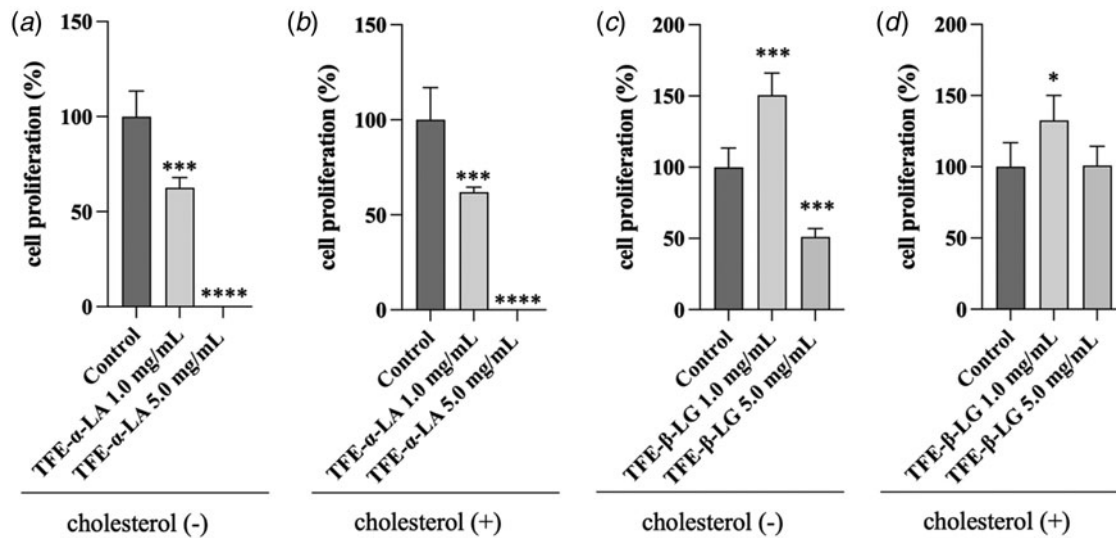 (a)
150
100
50
0
cell proliferation (%)
***
****
Control
TFE-α-LA 1.0 mg/mL
TFE-α-LA 5.0 mg/mL
cholesterol (-)
(b)
150
100
50
0
cell proliferation (%)
***
****
Control
TFE-α-LA 1.0 mg/mL
TFE-α-LA 5.0 mg/mL
cholesterol (+)
(c)
200
150
100
50
0
cell proliferation (%)
***
***
Control
TFE-β-LG 1.0 mg/mL
TFE-β-LG 5.0 mg/mL
cholesterol (-)
(d)
200
150
100
50
0
cell proliferation (%)
*
Control
TFE-β-LG 1.0 mg/mL
TFE-β-LG 5.0 mg/mL
cholesterol (+)